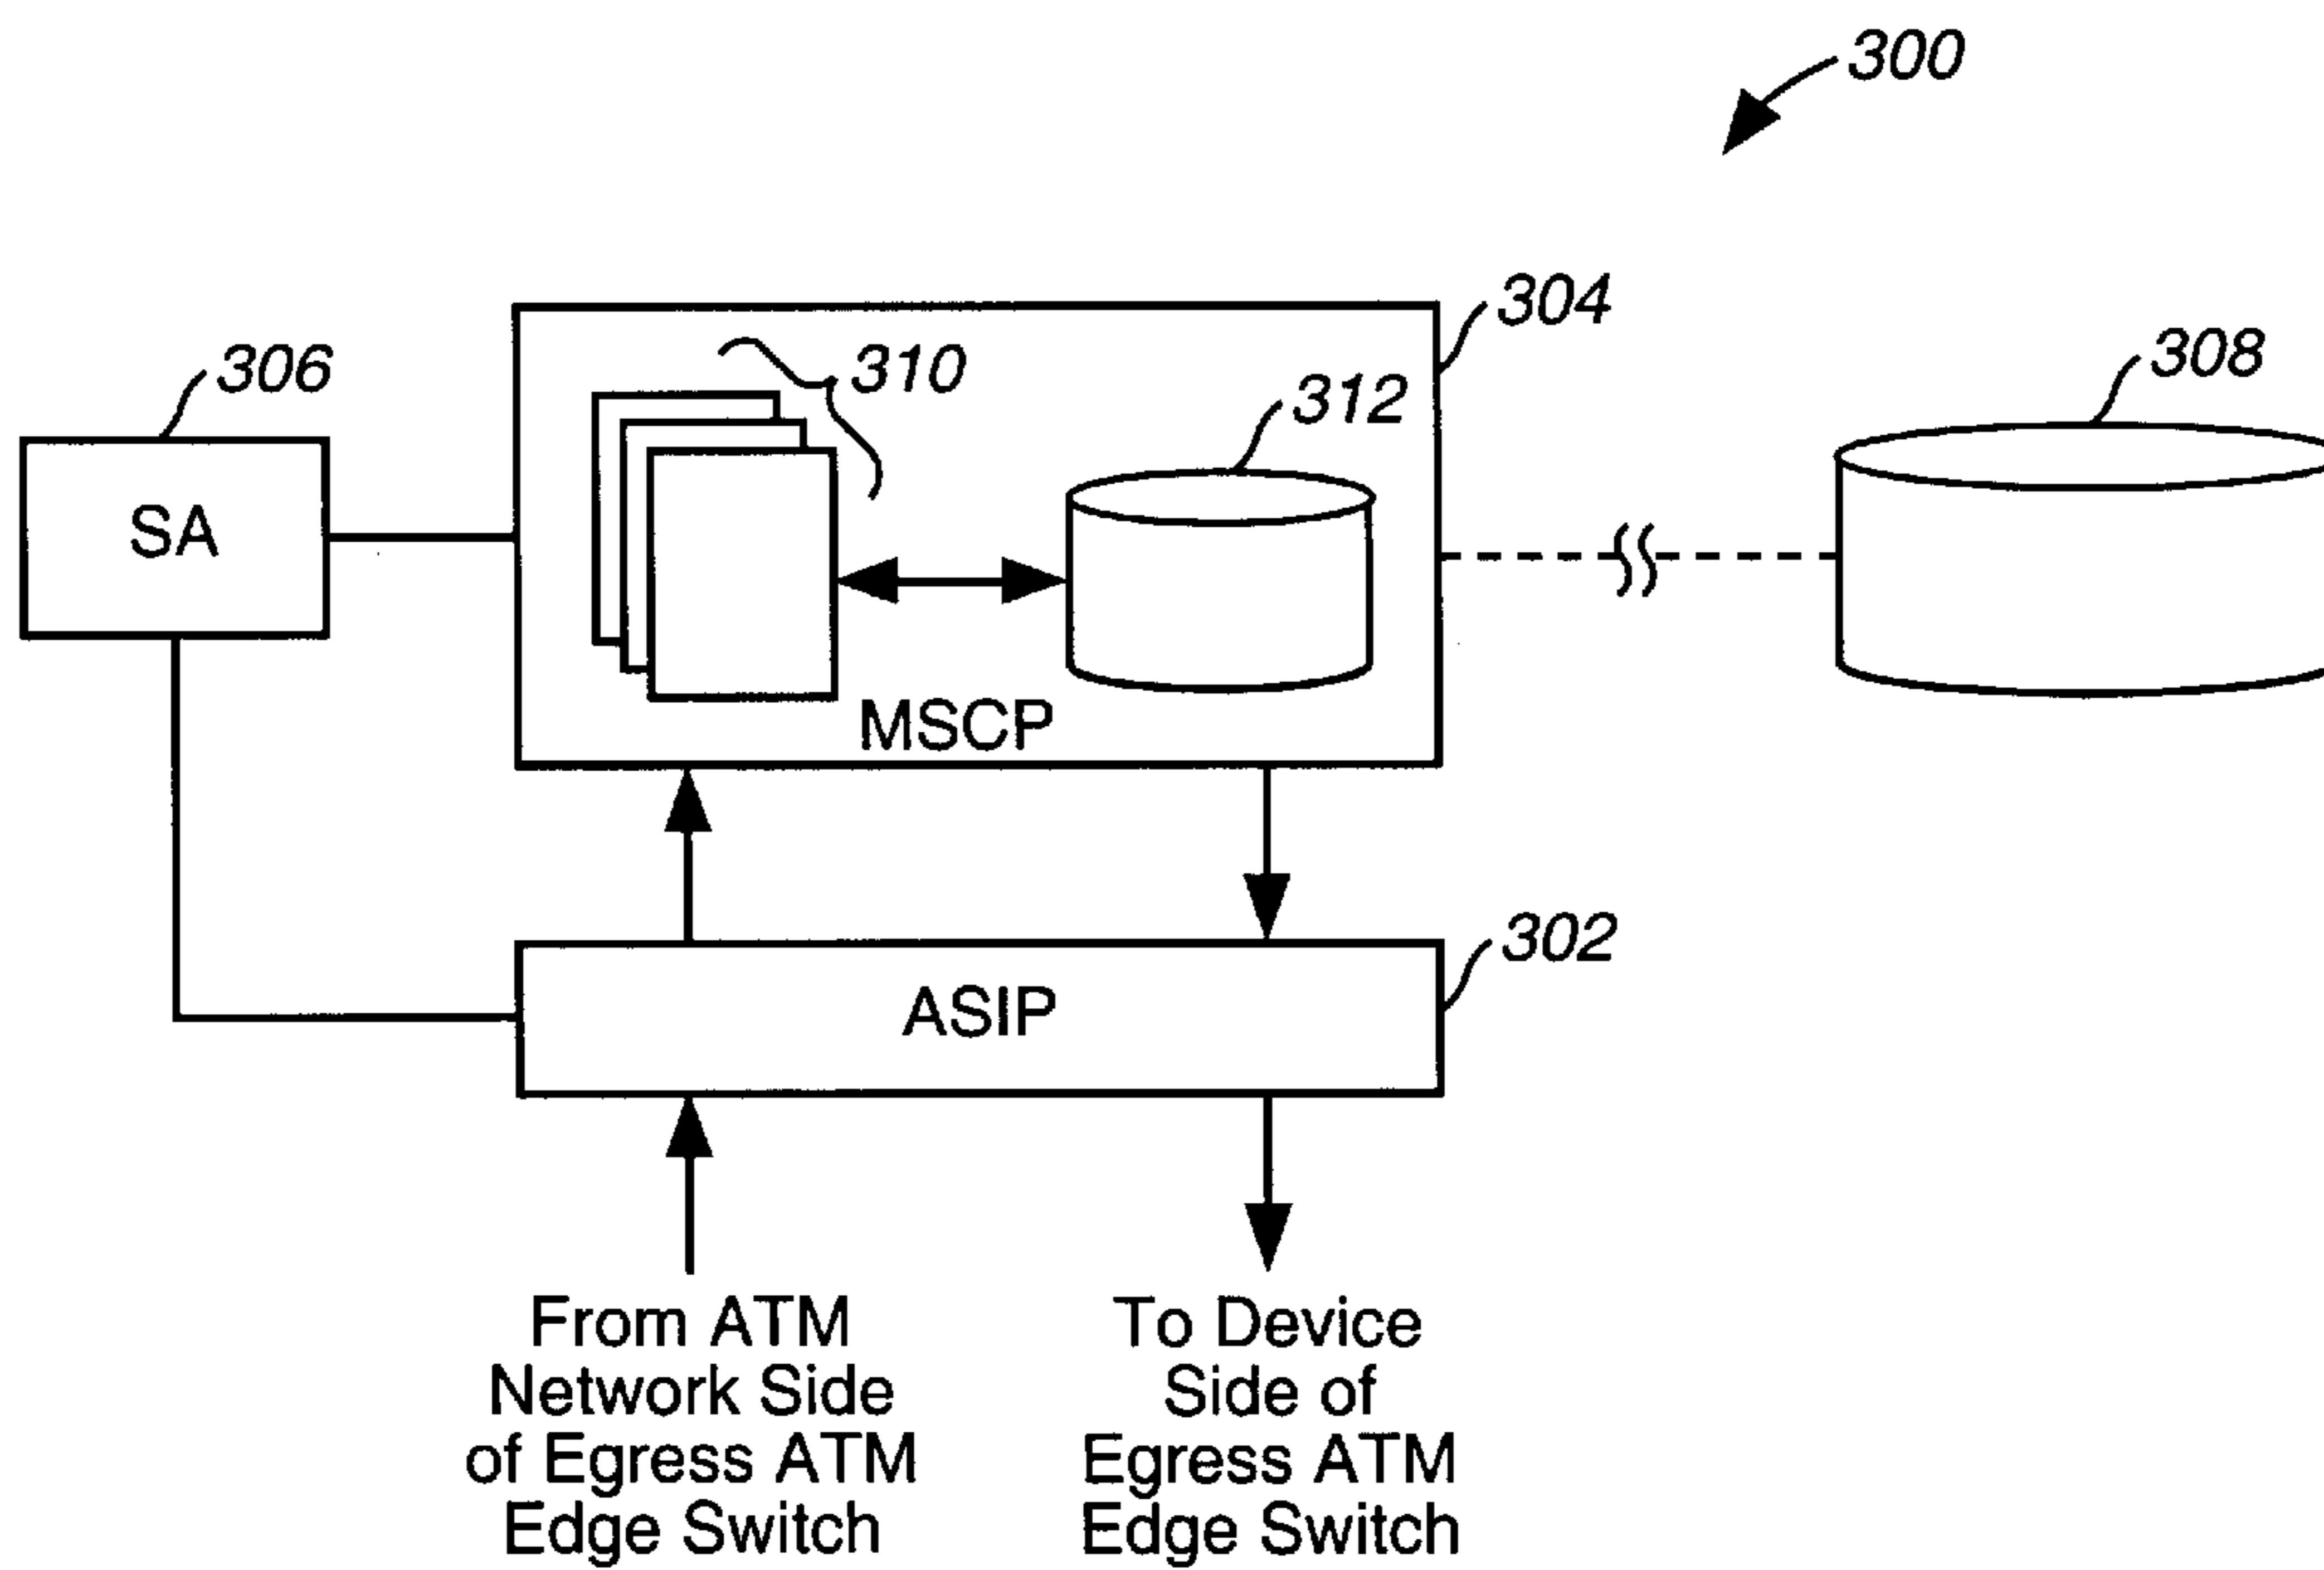 300
304
306
310
308
312
SA
MSCP
302
ASIP
From ATM
Network Side
of Egress ATM
Edge Switch
To Device
Side of
Egress ATM
Edge Switch